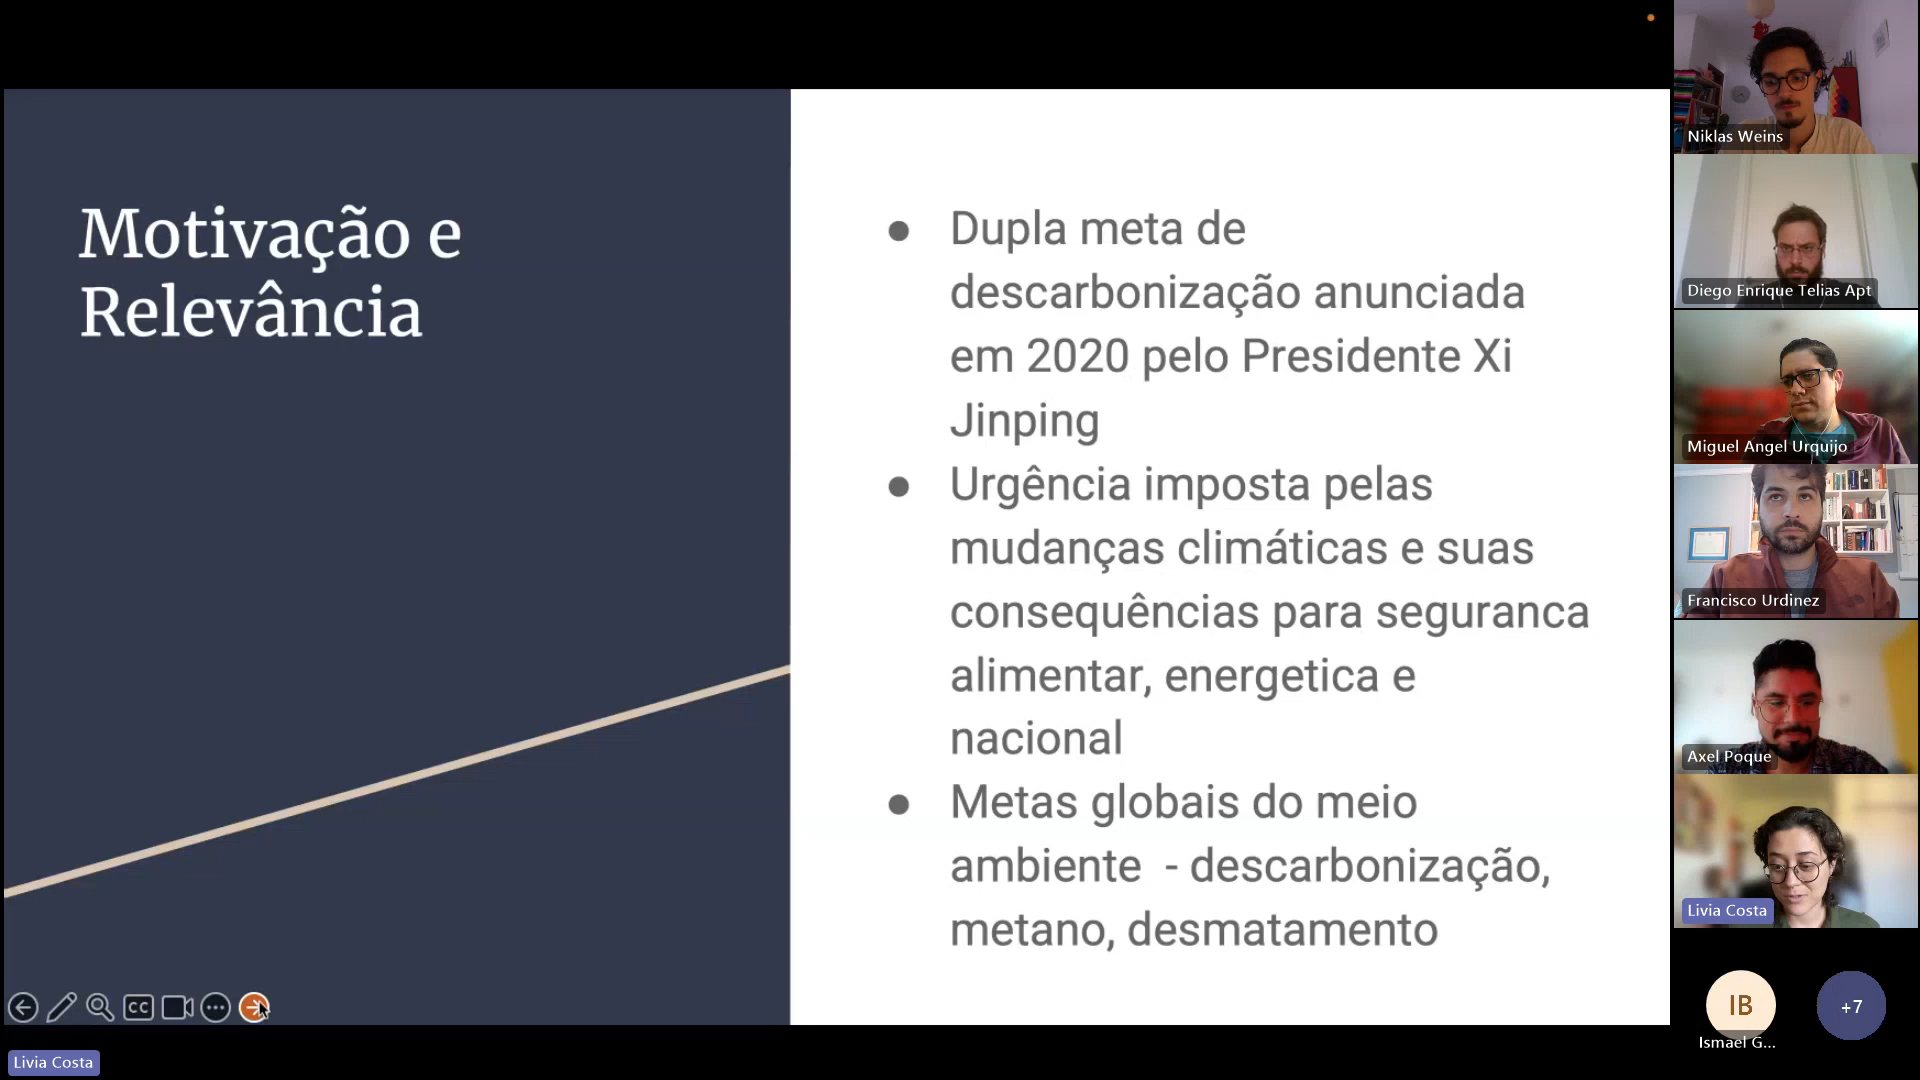 Motivação e
Relevância
● Dupla meta de
descarbonização anunciada
em 2020 pelo Presidente Xi
Jinping
● Urgência imposta pelas
mudanças climáticas e suas
consequências para seguranca
alimentar, energetica e
nacional
● Metas globais do meio
ambiente - descarbonização,
metano, desmatamento
CC
Livia Costa
Niklas Weins
Diego Enrique Telias Apt
Miguel Angel Urquijo
Francisco Urdinez
Axel Poque
Livia Costa
IB
Ismael G...
+7